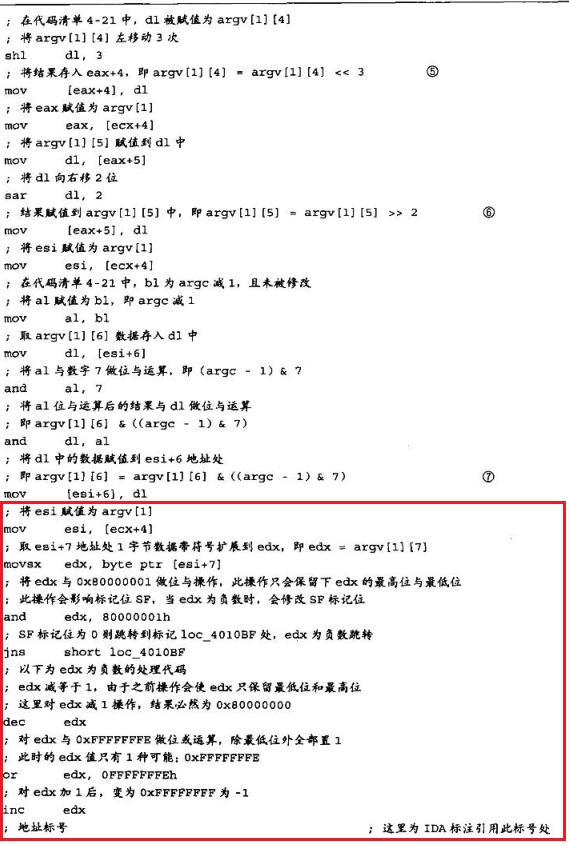 ; 在代码清单 4-21 中，dl 被赋值为 argv[1][4]
; 将 argv[1][4] 左移动 3 次
shl dl, 3
; 将结果存入 eax+4，即 argv[1][4] = argv[1][4] << 3 ⑤
mov [eax+4], dl
; 将 eax 赋值为 argv[1]
mov eax, [ecx+4]
; 将 argv[1][5] 赋值到 dl 中
mov dl, [eax+5]
; 将 dl 向右移 2 位
sar dl, 2
; 结果赋值到 argv[1][5] 中，即 argv[1][5] = argv[1][5] >> 2 ⑥
mov [eax+5], dl
; 将 esi 赋值为 argv[1]
mov esi, [ecx+4]
; 在代码清单 4-21 中，bl 为 argc 减 1，且未被修改
; 将 al 赋值为 bl，即 argc 减 1
mov al, bl
; 取 argv[1][6] 数据存入 dl 中
mov dl, [esi+6]
; 将 al 与数字 7 做位与运算，即 (argc - 1) & 7
and al, 7
; 将 al 位与运算后的结果与 dl 做位与运算
; 即 argv[1][6] & ((argc - 1) & 7)
and dl, al
; 将 dl 中的数据赋值到 esi+6 地址处
; 即 argv[1][6] = argv[1][6] & ((argc - 1) & 7) ⑦
mov [esi+6], dl
; 将 esi 赋值为 argv[1]
mov esi, [ecx+4]
; 取 esi+7 地址处 1 字节数据带符号扩展到 edx，即 edx = argv[1][7]
movsx edx, byte ptr [esi+7]
; 将 edx 与 0x80000001 做位与操作，此操作只会保留下 edx 的最高位与最低位
; 此操作会影响标记位 SF，当 edx 为负数时，会修改 SF 标记位
and edx, 80000001h
; SF 标记位为 0 则跳转到标记 loc_4010BF 处，edx 为负数跳转
jns short loc_4010BF
; 以下为 edx 为负数的处理代码
; edx 减等于 1，由于之前操作会使 edx 只保留最低位和最高位
; 这里对 edx 减 1 操作，结果必然为 0x80000000
dec edx
; 对 edx 与 0xFFFFFFFE 做位或运算，除最低位外全部置 1
; 此时的 edx 值只有 1 种可能：0xFFFFFFFE
or edx, 0FFFFFFFEh
; 对 edx 加 1 后，变为 0xFFFFFFFF 为 -1
inc edx
; 地址标号 ; 这里为 IDA 标注引用此标号处